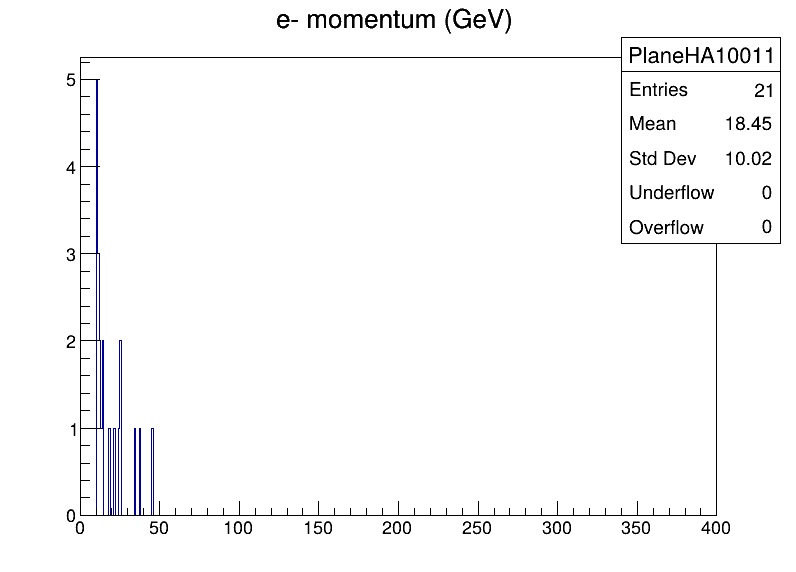 e- momentum (GeV)
PlaneHA10011
Entries 21
Mean 18.45
Std Dev 10.02
Underflow 0
Overflow 0
5
4
3
2
1
0
0 50 100 150 200 250 300 350 400